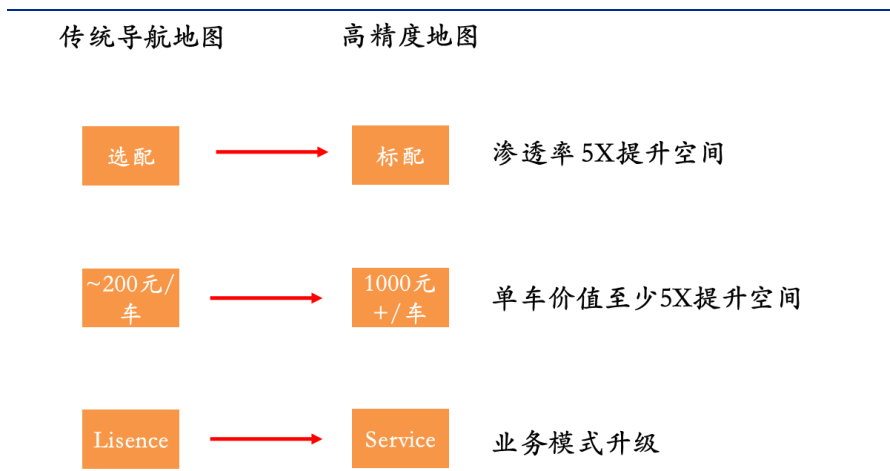 传统导航地图 高精度地图
选配 标配 渗透率 5X提升空间
~200元/
车
1000元
+/车
单车价值至少5X提升空间
Lisence Service 业务模式升级